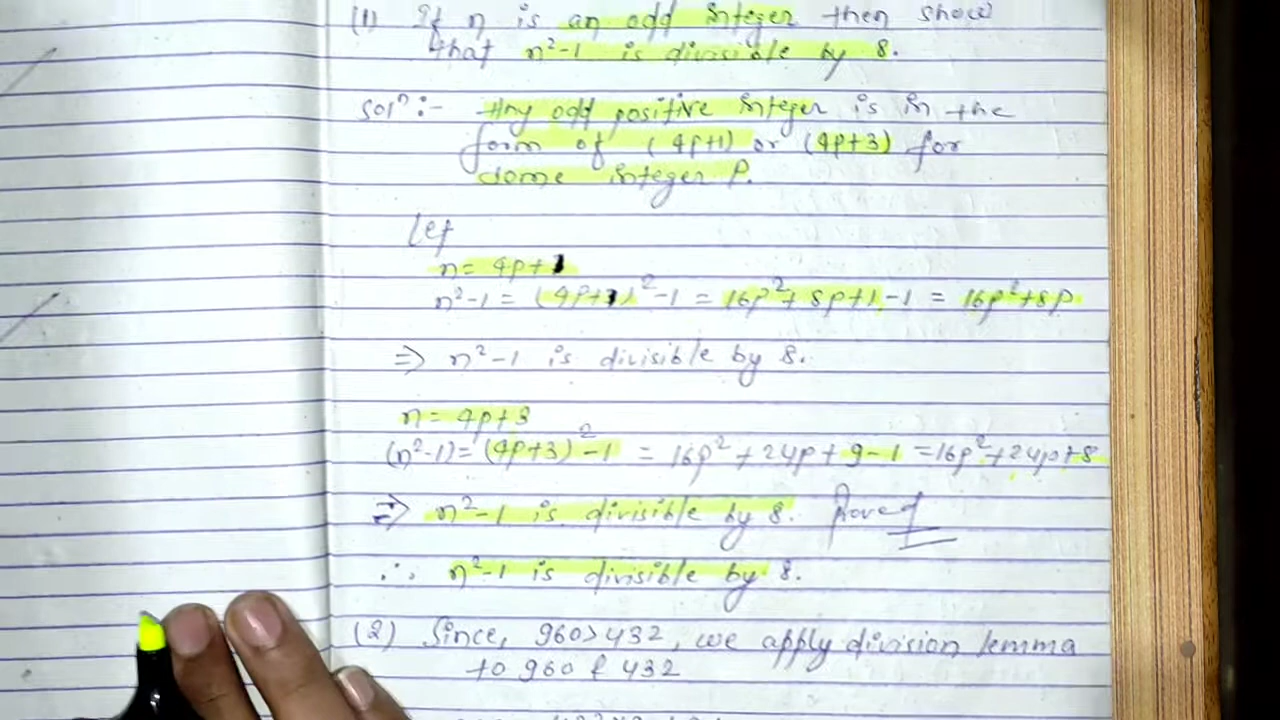 (1) If n is an odd integer then show
that n²-1 is divisible by 8.
Solⁿ :- Any odd positive integer is in the
form of (4p+1) or (4p+3) for
some integer P.
Let
n = 4p+1
n²-1 = (4p+1)²-1 = 16p²+8p+1-1 = 16p²+8p
⇒ n²-1 is divisible by 8.
n = 4p+3
(n²-1) = (4p+3)²-1 = 16p²+24p+9-1 = 16p²+24p+8
⇒ n²-1 is divisible by 8. Proved
∴ n²-1 is divisible by 8.
(2) Since, 960>432, we apply division lemma
to 960 & 432